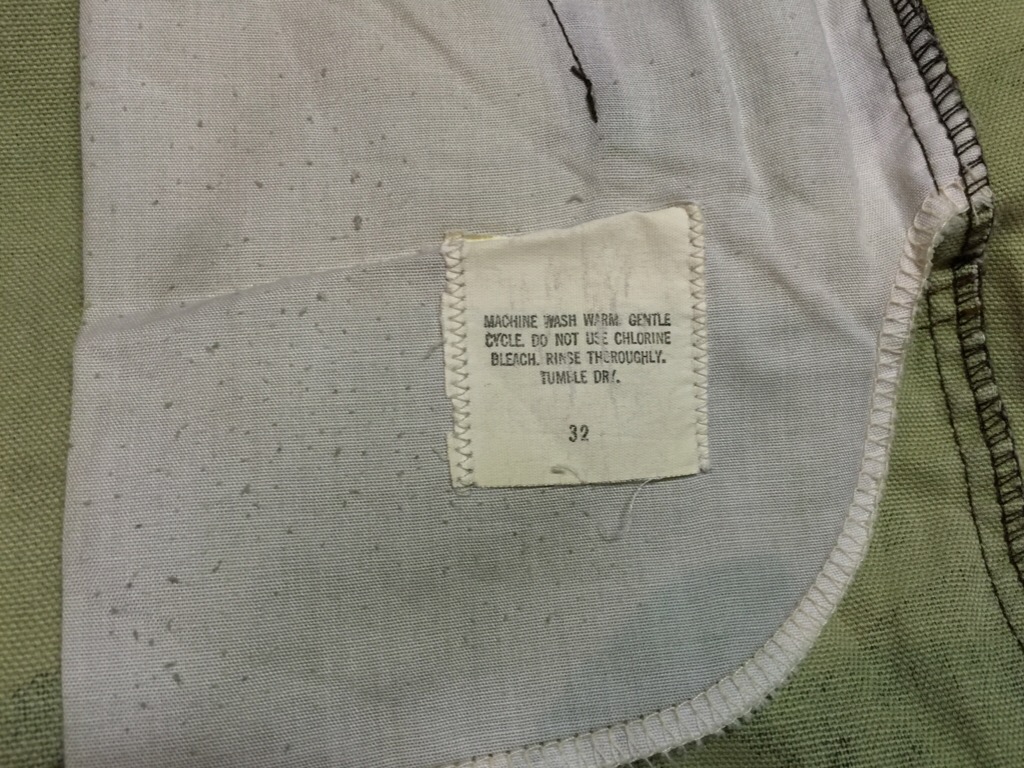 MACHINE WASH WARM. GENTLE
CYCLE. DO NOT USE CHLORINE
BLEACH. RINSE THOROUGHLY.
TUMBLE DRY.
32